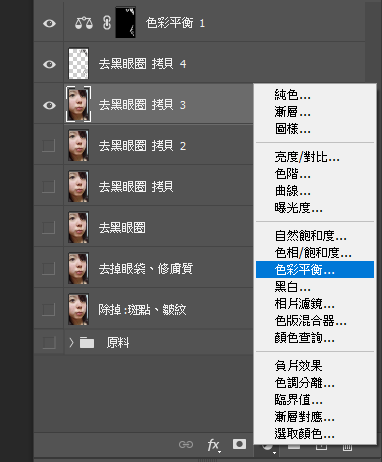 色彩平衡 1
去黑眼圈 拷貝 4
去黑眼圈 拷貝 3
去黑眼圈 拷貝 2
去黑眼圈 拷貝
去黑眼圈
去掉眼袋、修膚質
除掉:斑點、皺紋
原料
純色...
漸層...
圖樣...
亮度/對比...
色階...
曲線...
曝光度...
自然飽和度...
色相/飽和度...
色彩平衡...
黑白...
相片濾鏡...
色版混合器...
顏色查詢...
負片效果
色調分離...
臨界值...
漸層對應...
選取顏色...
fx